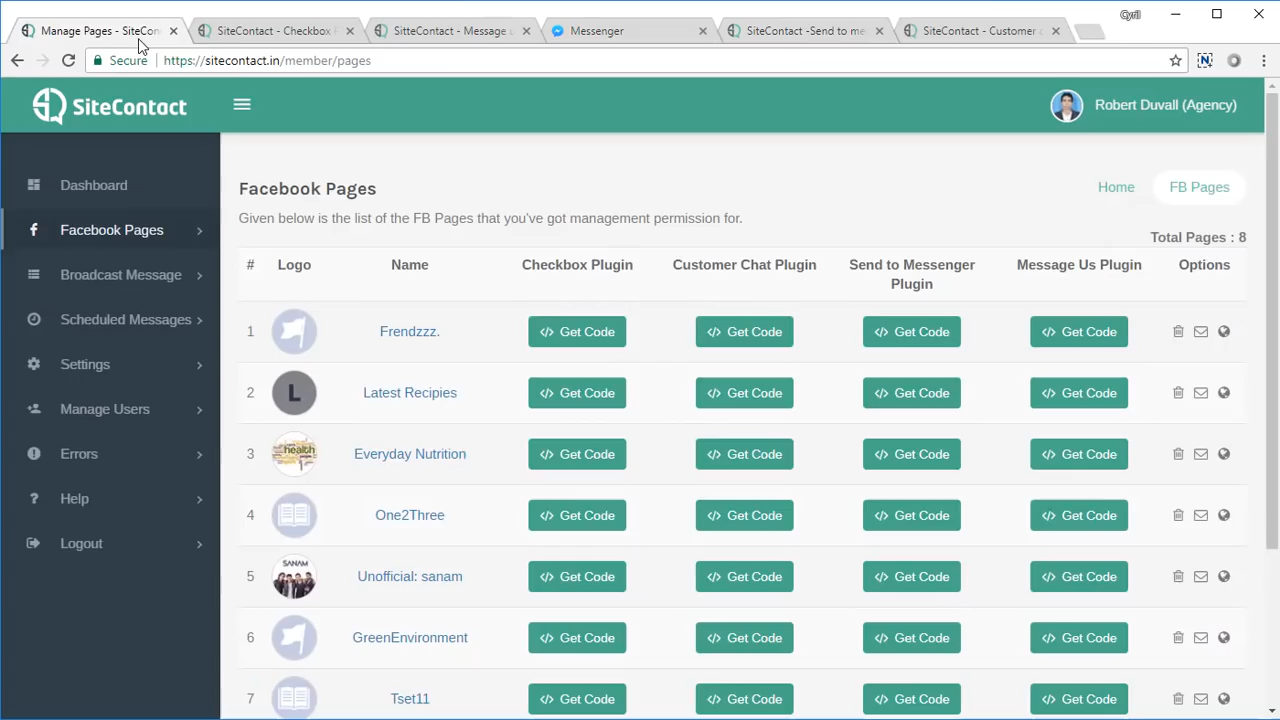 Manage Pages - SiteCon
SiteContact - Checkbox F
SitetContact - Message u
Messenger
SiteContact -Send to me
SiteContact - Customer c
Cyril
Secure https://sitecontact.in/member/pages
SiteContact
Robert Duvall (Agency)
Dashboard
Facebook Pages
Broadcast Message
Scheduled Messages
Settings
Manage Users
Errors
Help
Logout
Facebook Pages
Home FB Pages
Given below is the list of the FB Pages that you've got management permission for.
Total Pages : 8
# Logo Name Checkbox Plugin Customer Chat Plugin Send to Messenger Plugin Message Us Plugin Options
1 Frendzzz. Get Code Get Code Get Code Get Code
2 L Latest Recipies Get Code Get Code Get Code Get Code
3 health Everyday Nutrition Get Code Get Code Get Code Get Code
4 One2Three Get Code Get Code Get Code Get Code
5 SANAM Unofficial: sanam Get Code Get Code Get Code Get Code
6 GreenEnvironment Get Code Get Code Get Code Get Code
7 Tset11 Get Code Get Code Get Code Get Code